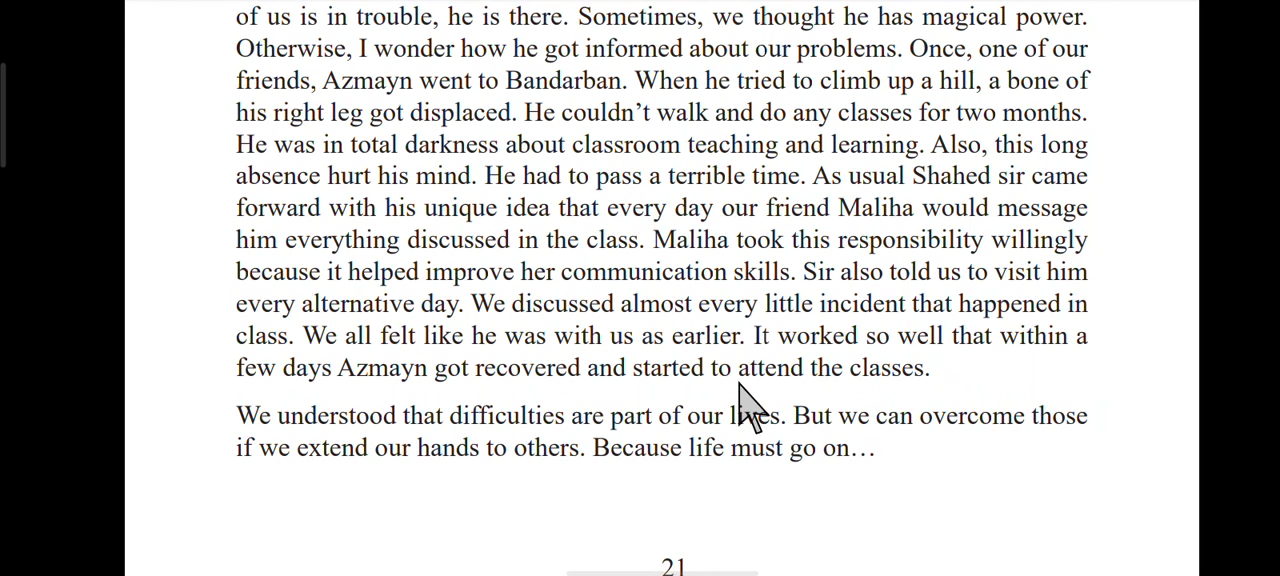 of us is in trouble, he is there. Sometimes, we thought he has magical power.
Otherwise, I wonder how he got informed about our problems. Once, one of our
friends, Azmayn went to Bandarban. When he tried to climb up a hill, a bone of
his right leg got displaced. He couldn’t walk and do any classes for two months.
He was in total darkness about classroom teaching and learning. Also, this long
absence hurt his mind. He had to pass a terrible time. As usual Shahed sir came
forward with his unique idea that every day our friend Maliha would message
him everything discussed in the class. Maliha took this responsibility willingly
because it helped improve her communication skills. Sir also told us to visit him
every alternative day. We discussed almost every little incident that happened in
class. We all felt like he was with us as earlier. It worked so well that within a
few days Azmayn got recovered and started to attend the classes.
We understood that difficulties are part of our lives. But we can overcome those
if we extend our hands to others. Because life must go on…
21